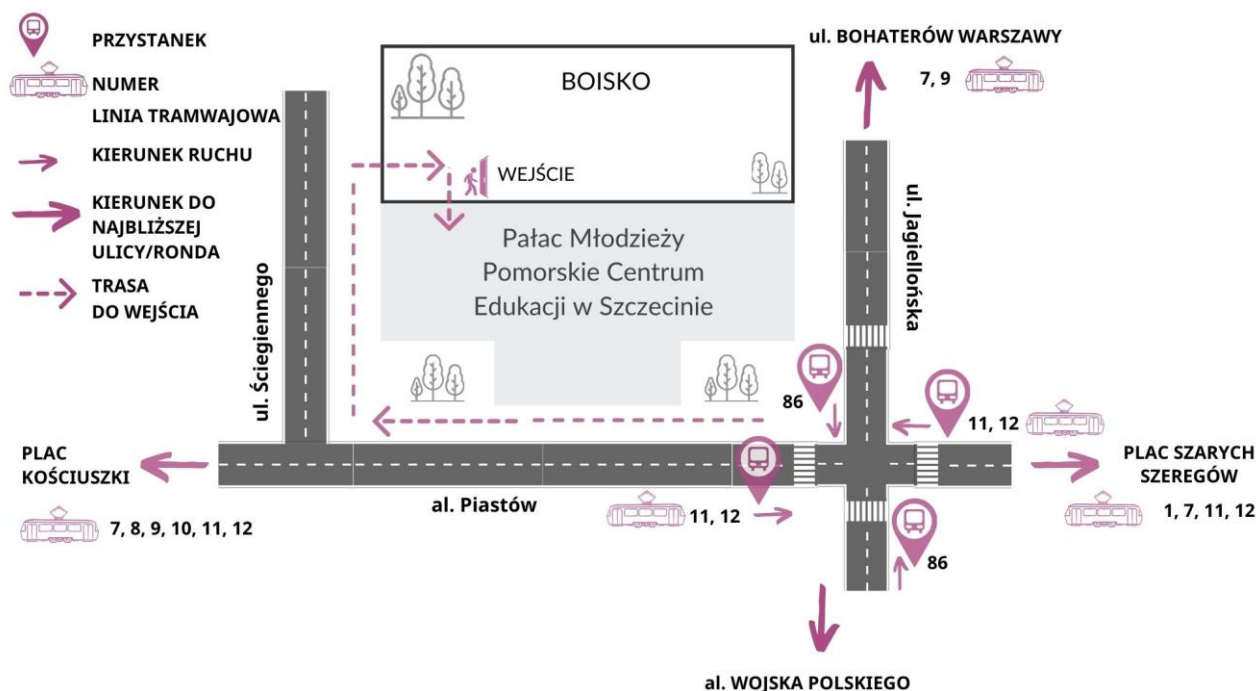 PRZYSTANEK
NUMER
LINIA TRAMWAJOWA
KIERUNEK RUCHU
KIERUNEK DO
NAJBLIŻSZEJ
ULICY/RONDA
TRASA
DO WEJŚCIA
ul. BOHATERÓW WARSZAWY
7, 9
BOISKO
WEJŚCIE
Pałac Młodzieży
Pomorskie Centrum
Edukacji w Szczecinie
ul. Ściegiennego
ul. Jagiellońska
86
11, 12
PLAC
KOŚCIUSZKI
7, 8, 9, 10, 11, 12
al. Piastów
11, 12
86
PLAC SZARYCH
SZEREGÓW
1, 7, 11, 12
al. WOJSKA POLSKIEGO